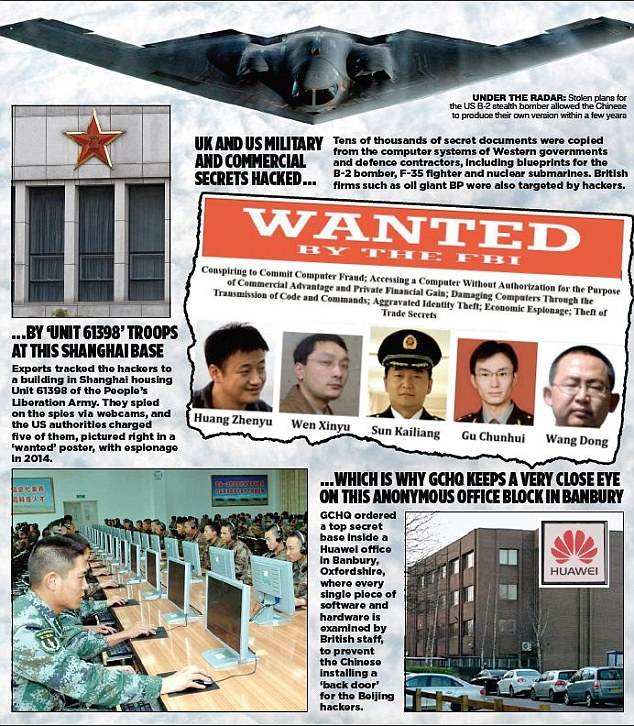 UNDER THE RADAR: Stolen plans for
the US B-2 stealth bomber allowed the Chinese
to produce their own version within a few years
UK AND US MILITARY
AND COMMERCIAL
SECRETS HACKED...
Tens of thousands of secret documents were copied
from the computer systems of Western governments
and defence contractors, including blueprints for the
B-2 bomber, F-35 fighter and nuclear submarines. British
firms such as oil giant BP were also targeted by hackers.
WANTED
BY THE FBI
Conspiring to Commit Computer Fraud; Accessing a Computer Without Authorization for the Purpose
of Commercial Advantage and Private Financial Gain; Damaging Computers Through the
Transmission of Code and Commands; Aggravated Identity Theft; Economic Espionage; Theft of
Trade Secrets
Huang Zhenyu
Wen Xinyu
Sun Kailiang
Gu Chunhui
Wang Dong
...BY ‘UNIT 61398’ TROOPS
AT THIS SHANGHAI BASE
Experts tracked the hackers to
a building in Shanghai housing
Unit 61398 of the People’s
Liberation Army. They spied
on the spies via webcams, and
the US authorities charged
five of them, pictured right in a
‘wanted’ poster, with espionage
in 2014.
...WHICH IS WHY GCHQ KEEPS A VERY CLOSE EYE
ON THIS ANONYMOUS OFFICE BLOCK IN BANBURY
GCHQ ordered
a top secret
base inside a
Huawei office
in Banbury,
Oxfordshire,
where every
single piece of
software and
hardware is
examined by
British staff,
to prevent
the Chinese
installing a
‘back door’
for the Beijing
hackers.
HUAWEI